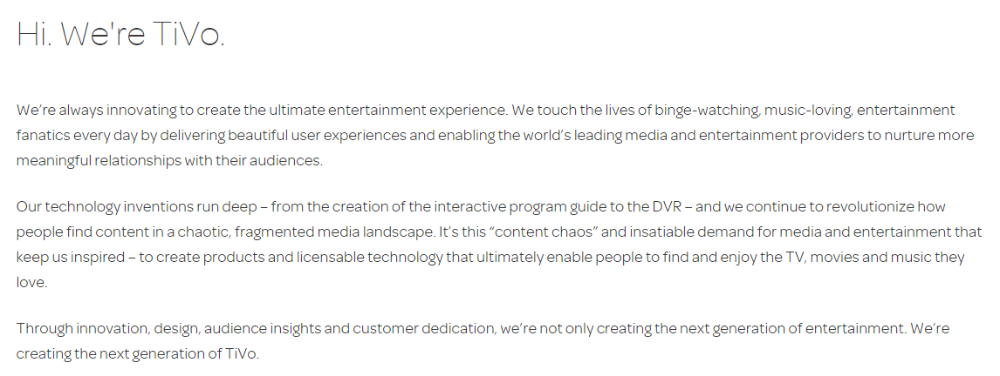 Hi. We're TiVo.
We’re always innovating to create the ultimate entertainment experience. We touch the lives of binge-watching, music-loving, entertainment
fanatics every day by delivering beautiful user experiences and enabling the world’s leading media and entertainment providers to nurture more
meaningful relationships with their audiences.
Our technology inventions run deep – from the creation of the interactive program guide to the DVR – and we continue to revolutionize how
people find content in a chaotic, fragmented media landscape. It’s this “content chaos” and insatiable demand for media and entertainment that
keep us inspired – to create products and licensable technology that ultimately enable people to find and enjoy the TV, movies and music they
love.
Through innovation, design, audience insights and customer dedication, we’re not only creating the next generation of entertainment. We’re
creating the next generation of TiVo.